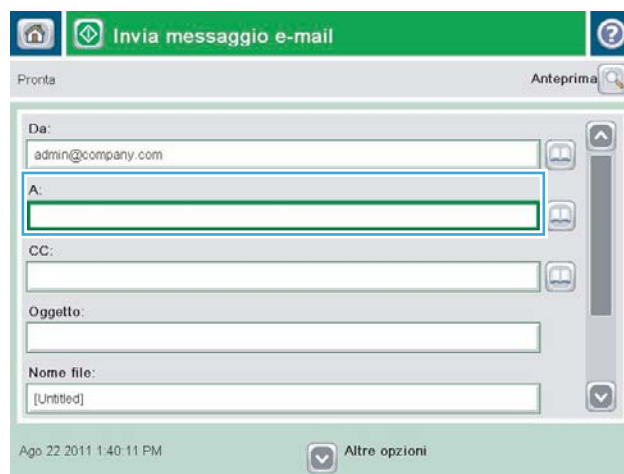 Invia messaggio e-mail
Pronta
Anteprima
Da:
admin@company.com
A:
CC:
Oggetto:
Nome file:
[Untitled]
Ago 22 2011 1:40:11 PM
Altre opzioni